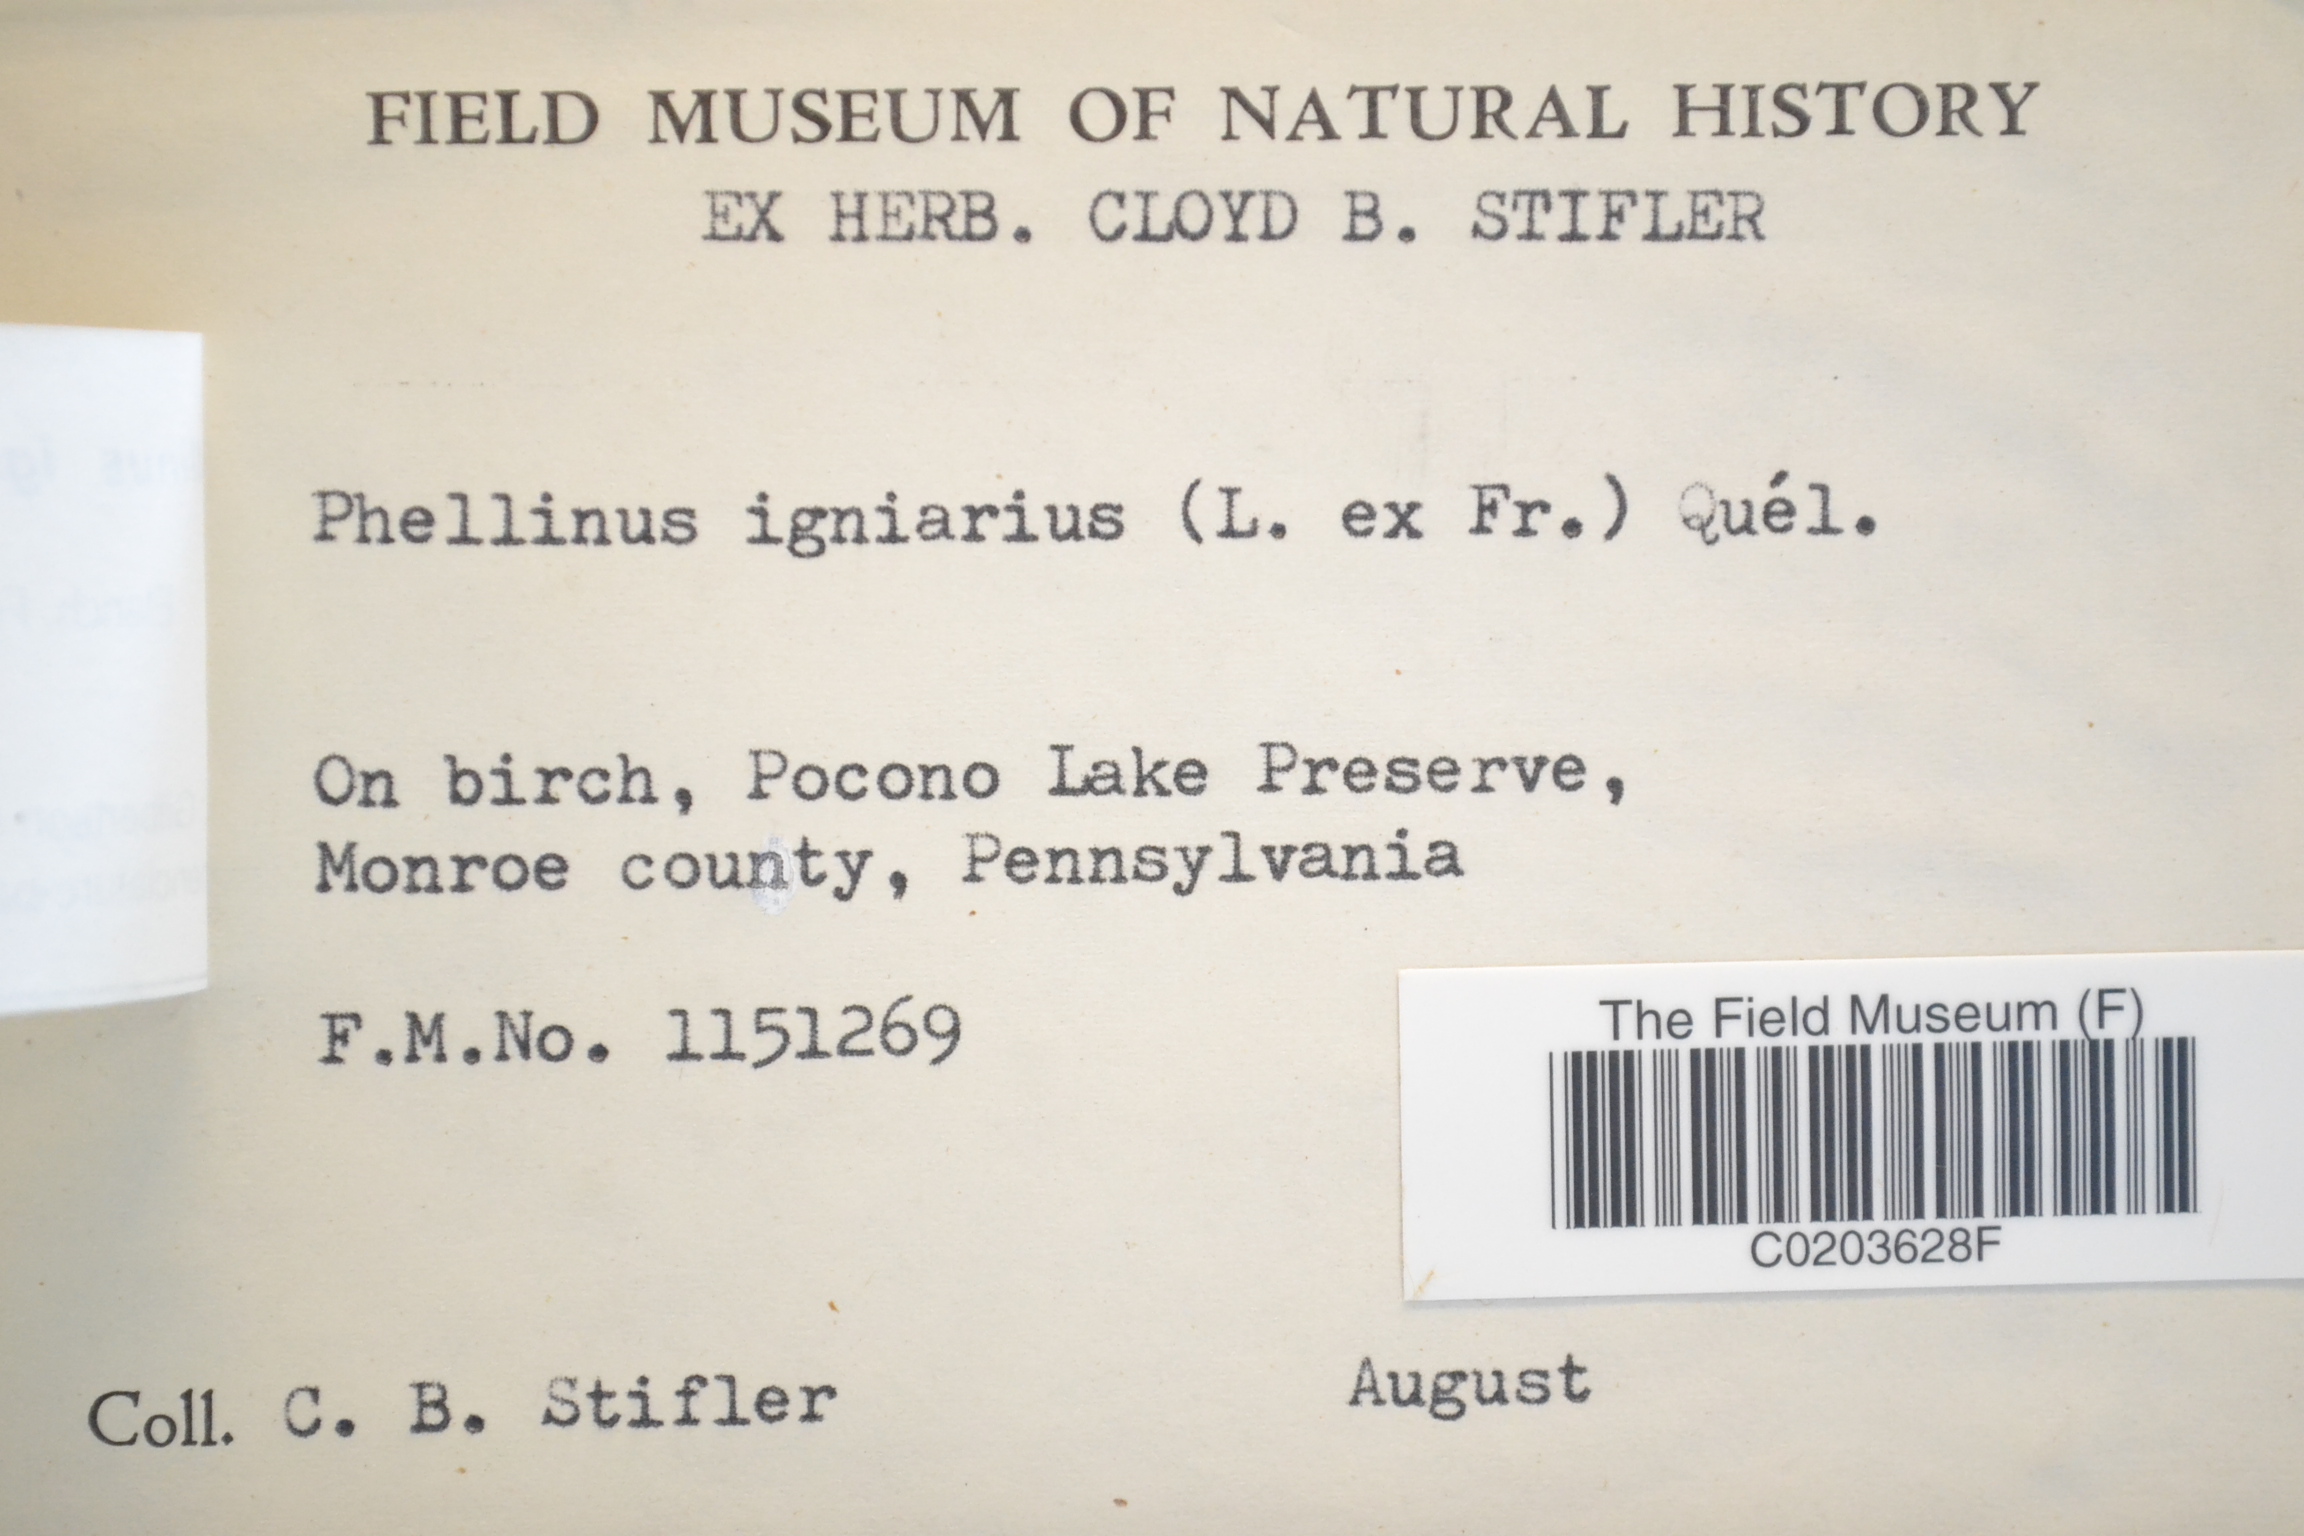 FIELD MUSEUM OF NATURAL HISTORY
EX HERB. CLOYD B. STIFLER
Phellinus igniarius (L. ex Fr.) Quél.
On birch, Pocono Lake Preserve,
Monroe county, Pennsylvania
F.M.No. 1151269
The Field Museum (F)
C0203628F
Coll. C. B. Stifler
August